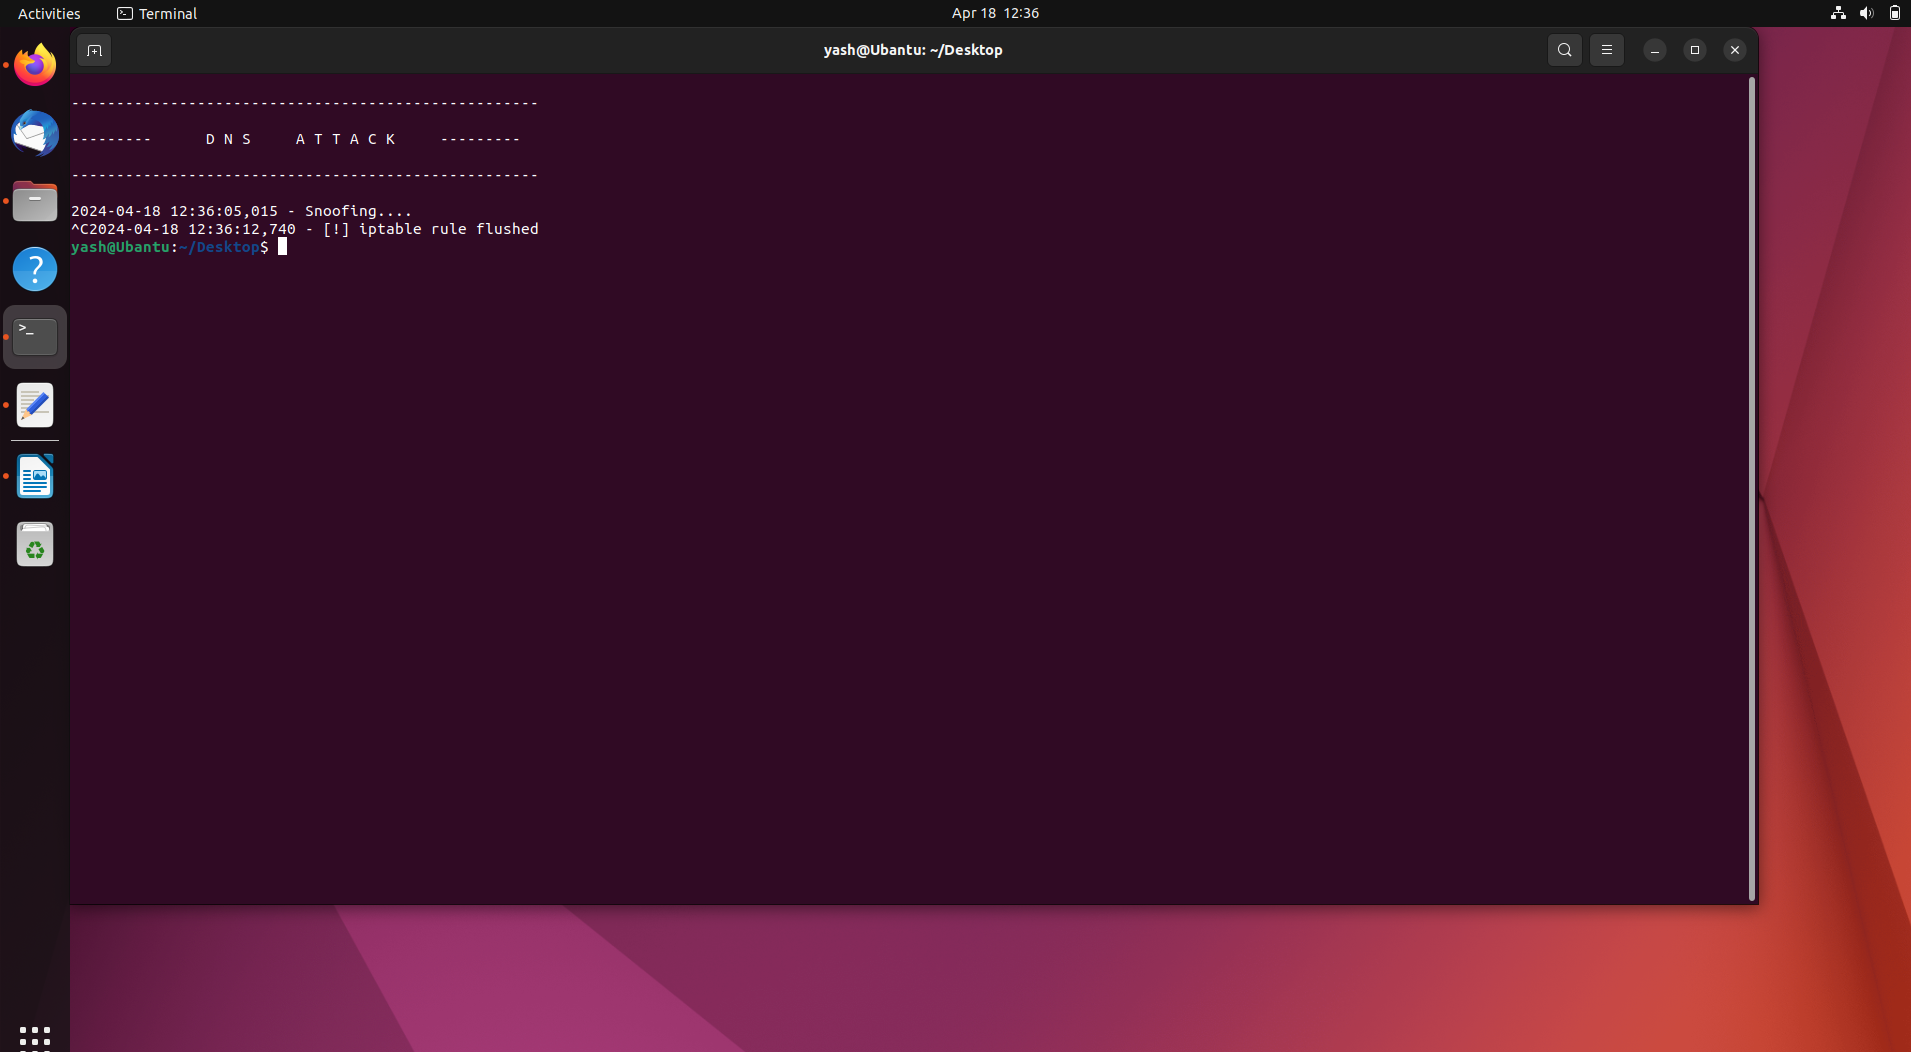 Activities Terminal Apr 18 12:36
yash@Ubantu: ~/Desktop
----------------------------------------------------
--------- D N S A T T A C K ---------
----------------------------------------------------
2024-04-18 12:36:05,015 - Snoofing....
^C2024-04-18 12:36:12,740 - [!] iptable rule flushed
yash@Ubantu:~/Desktop$